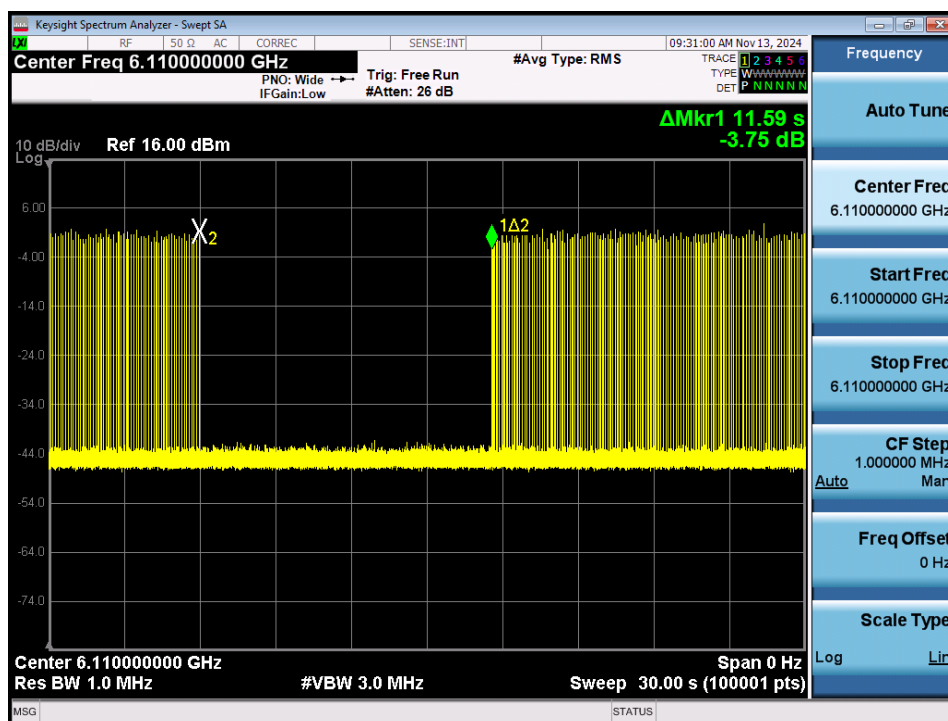 Keysight Spectrum Analyzer - Swept SA
LXI RF 50 Ω AC CORREC SENSE:INT 09:31:00 AM Nov 13, 2024
Center Freq 6.110000000 GHz
PNO: Wide
IFGain:Low
Trig: Free Run
#Atten: 26 dB
#Avg Type: RMS
TRACE 1 2 3 4 5 6
TYPE W
DET P N N N N N
ΔMkr1 11.59 s
-3.75 dB
10 dB/div
Log
Ref 16.00 dBm
6.00
-4.00
-14.0
-24.0
-34.0
-44.0
-54.0
-64.0
-74.0
X2
1Δ2
Center 6.110000000 GHz
Span 0 Hz
Res BW 1.0 MHz
#VBW 3.0 MHz
Sweep 30.00 s (100001 pts)
MSG
STATUS
Frequency
Auto Tune
Center Freq
6.110000000 GHz
Start Freq
6.110000000 GHz
Stop Freq
6.110000000 GHz
CF Step
1.000000 MHz
Auto Man
Freq Offset
0 Hz
Scale Type
Log Lin